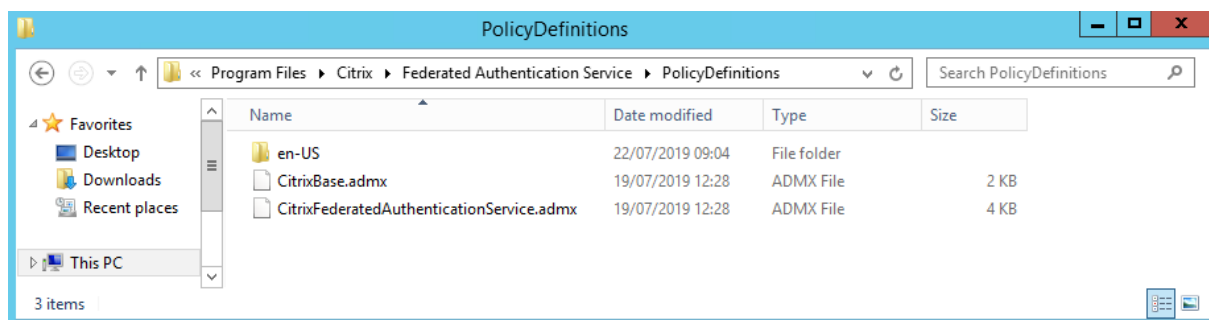 PolicyDefinitions
« Program Files Citrix Federated Authentication Service PolicyDefinitions Search PolicyDefinitions
Name Date modified Type Size
Favorites
Desktop en-US 22/07/2019 09:04 File folder
Downloads CitrixBase.admx 19/07/2019 12:28 ADMX File 2 KB
Recent places CitrixFederatedAuthenticationService.admx 19/07/2019 12:28 ADMX File 4 KB
This PC
3 items